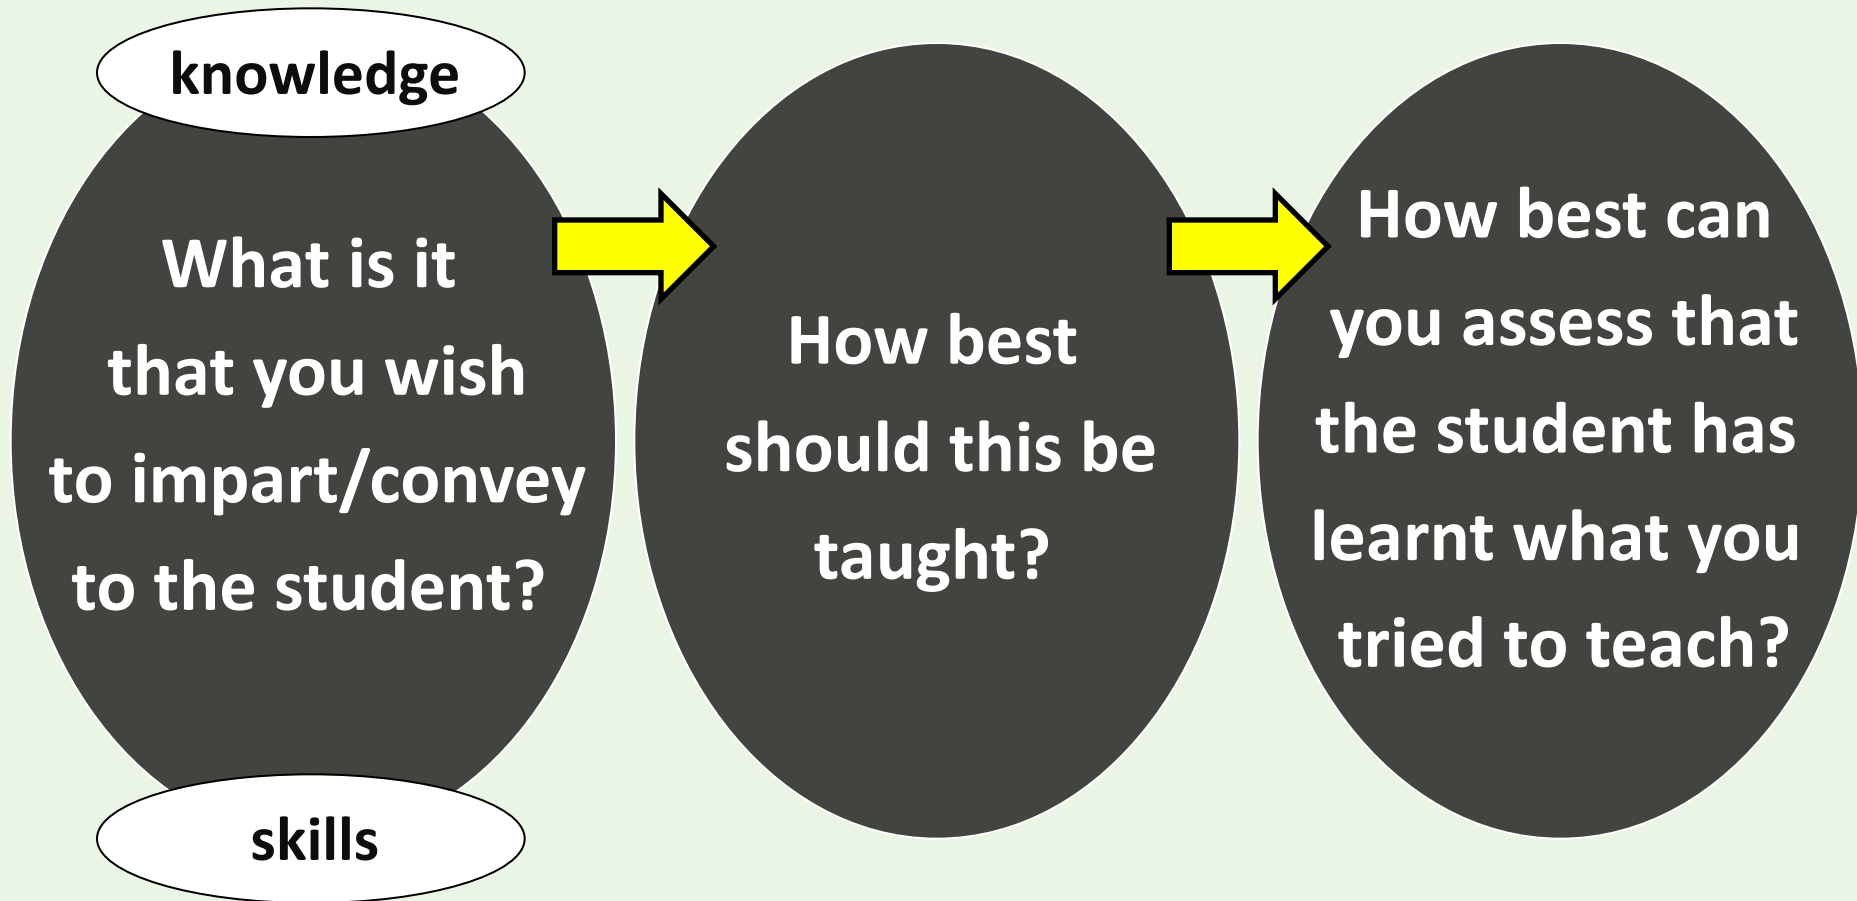 knowledge
What is it
that you wish
to impart/convey
to the student?
skills
How best
should this be
taught?
How best can
you assess that
the student has
learnt what you
tried to teach?